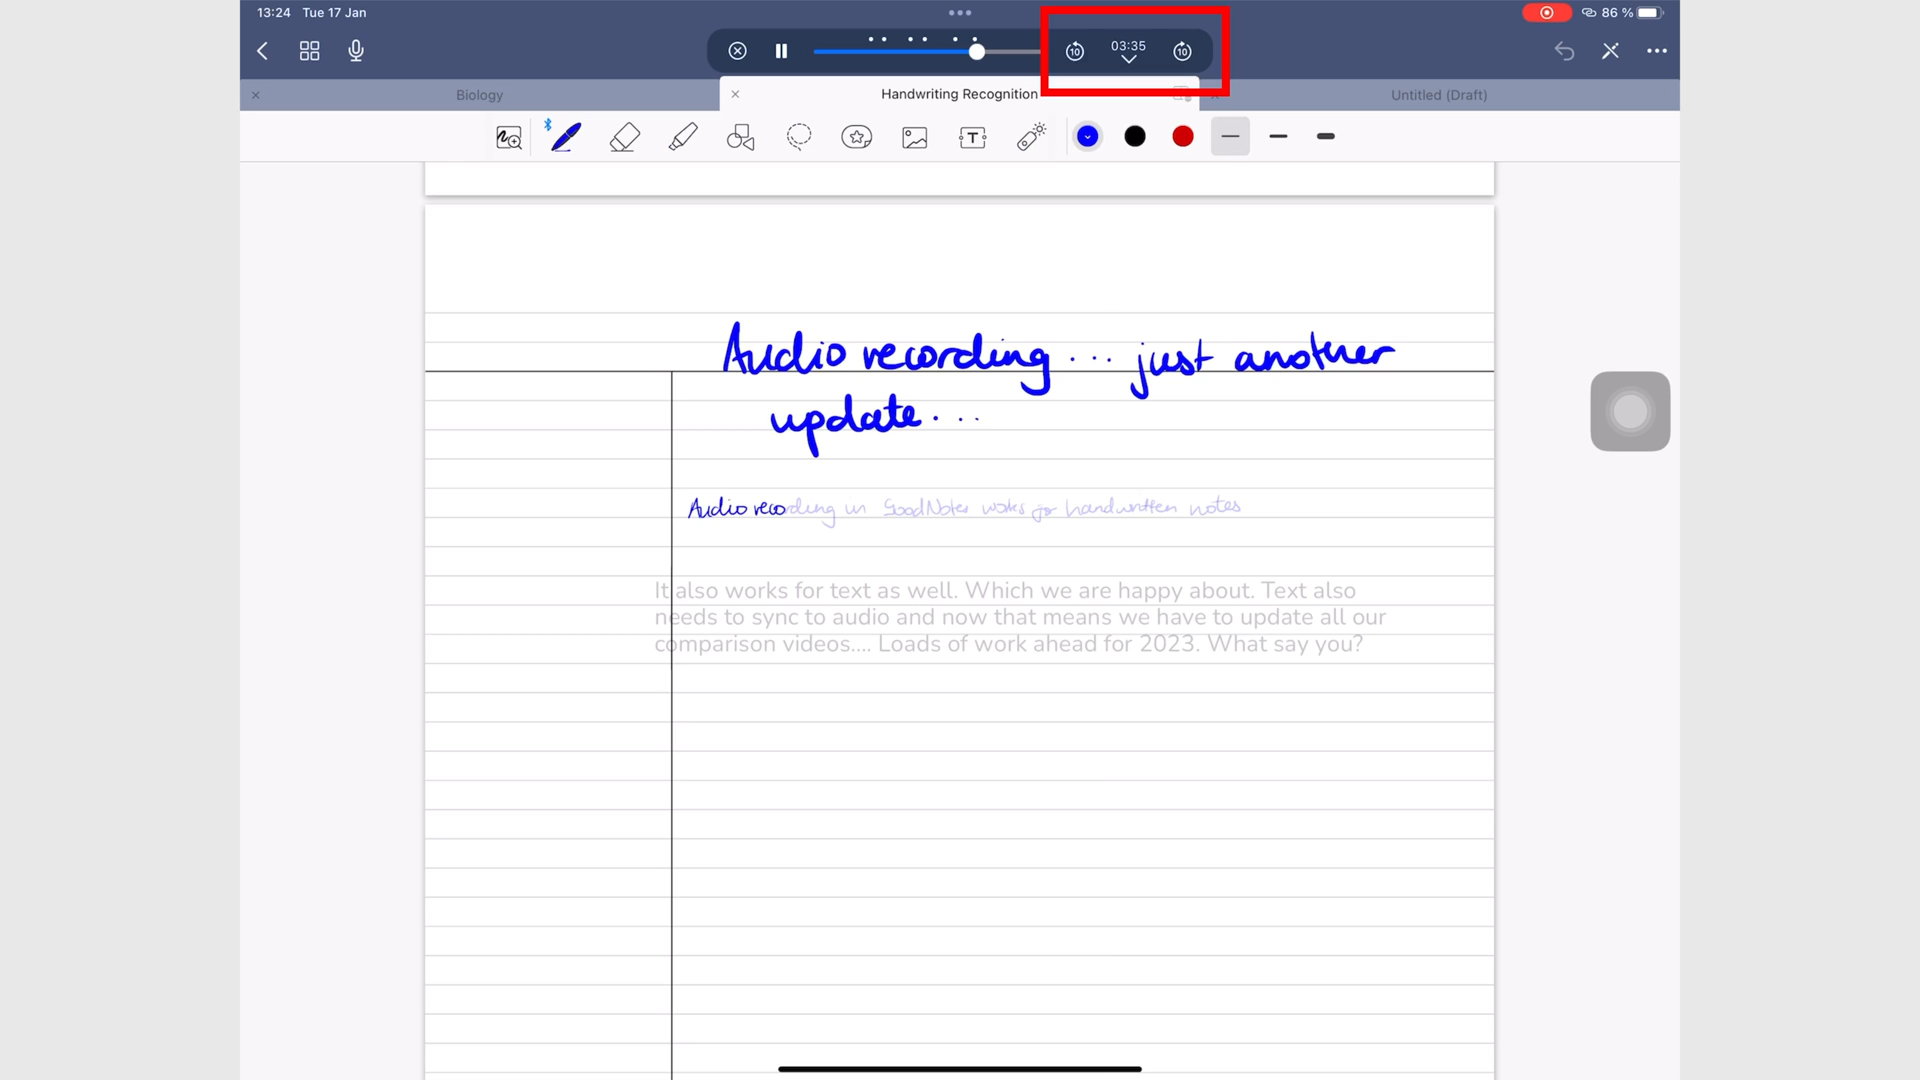 13:24 Tue 17 Jan
86 %
10 03:35 10
Biology
Handwriting Recognition
Untitled (Draft)
T
Audio recording... just another
update...
Audio recording in GoodNotes works for handwritten notes
It also works for text as well. Which we are happy about. Text also
needs to sync to audio and now that means we have to update all our
comparison videos.... Loads of work ahead for 2023. What say you?